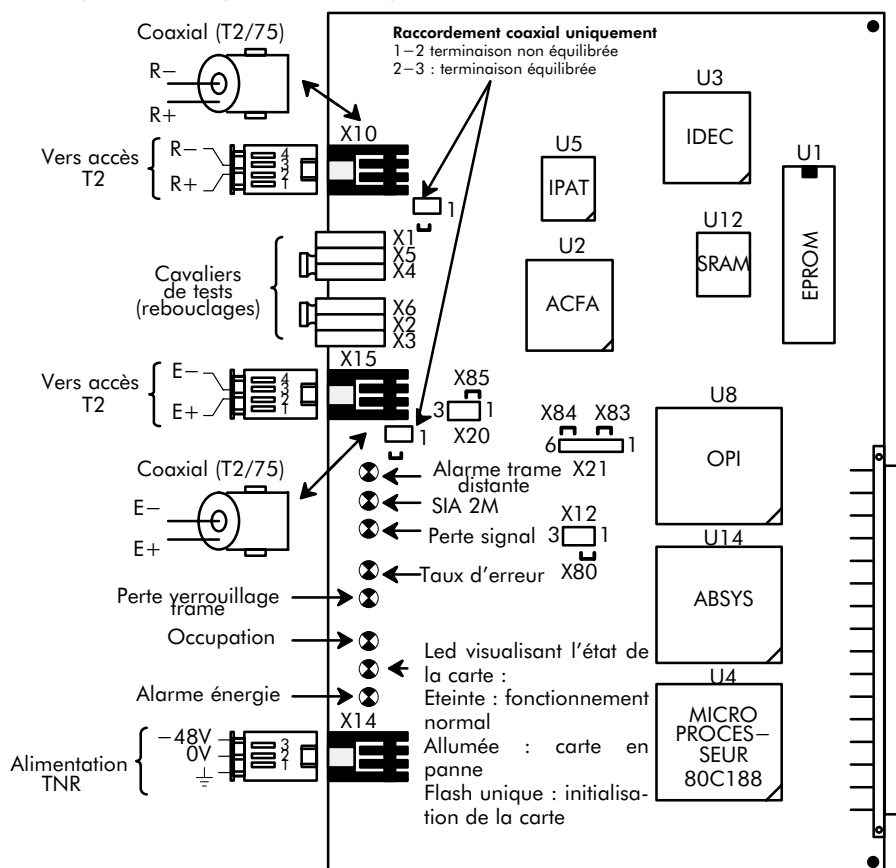 Coaxial (T2/75)
R−
R+
Raccordement coaxial uniquement
1−2 terminaison non équilibrée
2−3 : terminaison équilibrée
U3
IDEC
X10
Vers accès
T2
R−
R+
4
3
2
1
1
U5
IPAT
U1
EPROM
U12
SRAM
U2
ACFA
Cavaliers
de tests
(rebouclages)
X1
X5
X4
X6
X2
X3
X15
Vers accès
T2
E−
E+
4
3
2
1
1
X85
3
1
X20
X84
X83
6
1
X21
U8
OPI
Coaxial (T2/75)
E−
E+
Alarme trame
distante
SIA 2M
Perte signal
X12
3
1
X80
Taux d'erreur
Perte verrouillage
trame
U14
ABSYS
Occupation
Led visualisant l'état de
la carte :
Eteinte : fonctionnement
normal
Allumée : carte en
panne
Flash unique : initialisa−
tion de la carte
Alarme énergie
U4
MICRO
PROCES−
SEUR
80C188
X14
Alimentation
TNR
−48V
0V
3
2
1